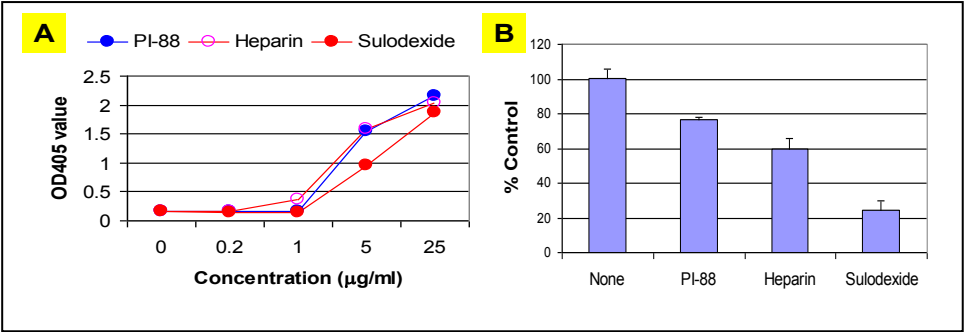 A
PI-88 Heparin Sulodexide
OD405 value
2.5
2
1.5
1
0.5
0
0 0.2 1 5 25
Concentration (µg/ml)
B
% Control
120
100
80
60
40
20
0
None PI-88 Heparin Sulodexide